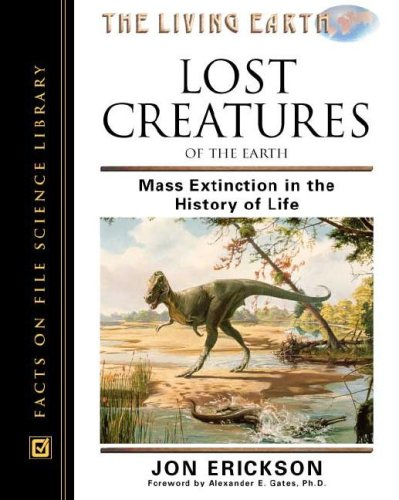 THE LIVING EARTH
LOST
CREATURES
OF THE EARTH
Mass Extinction in the
History of Life
FACTS ON FILE SCIENCE LIBRARY
JON ERICKSON
Foreword by Alexander E. Gates, Ph.D.